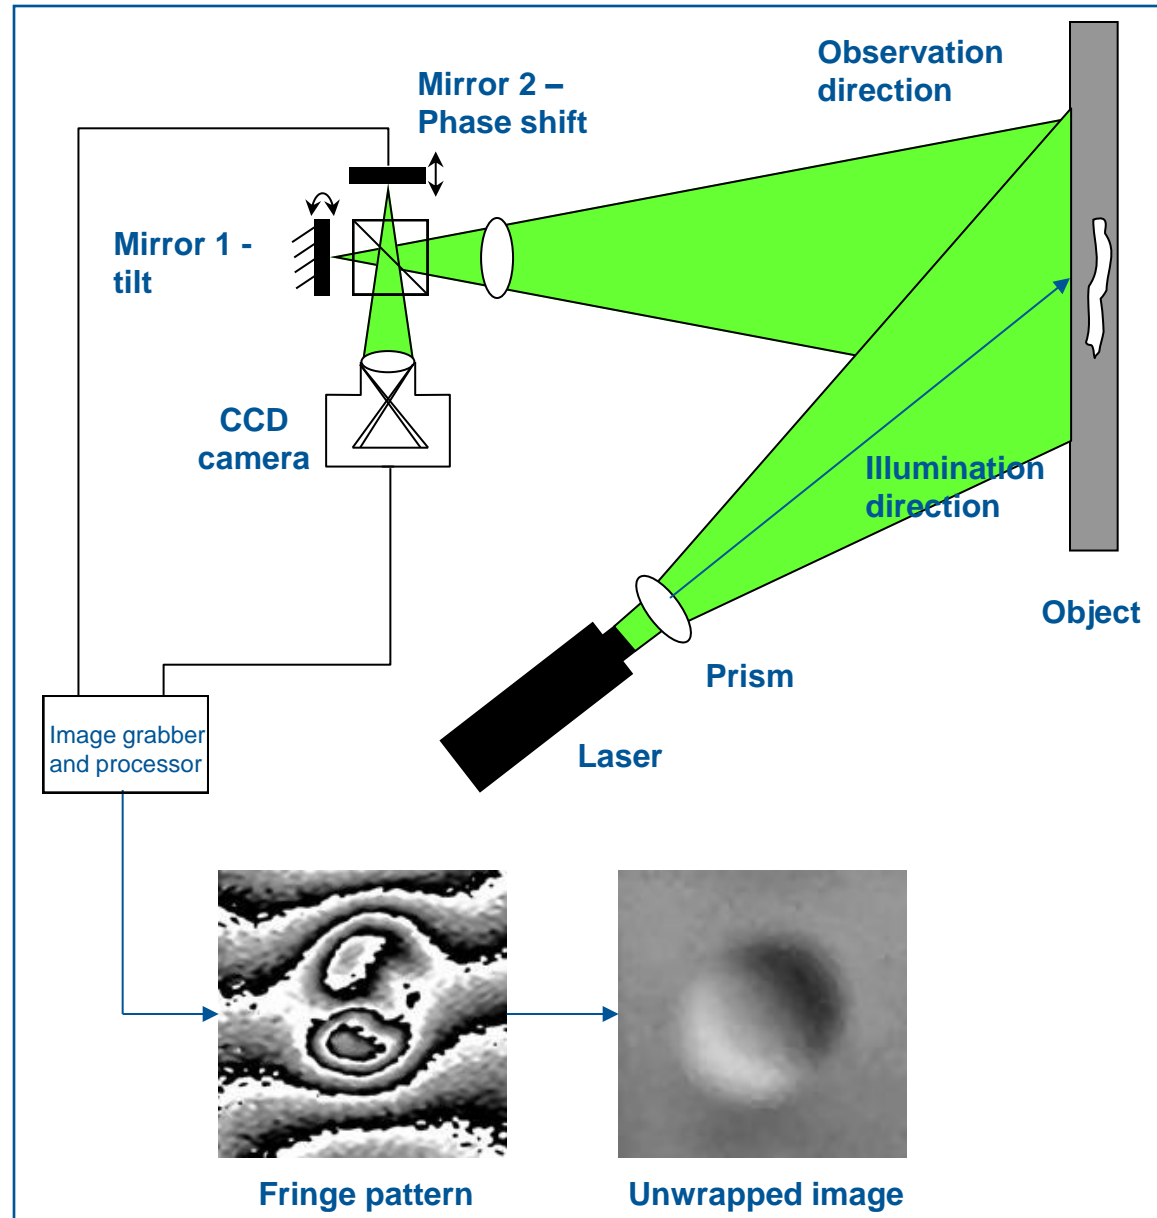 Observation
direction
Mirror 2 –
Phase shift
Mirror 1 -
tilt
CCD
camera
Illumination
direction
Object
Prism
Laser
Image grabber
and processor
Fringe pattern
Unwrapped image